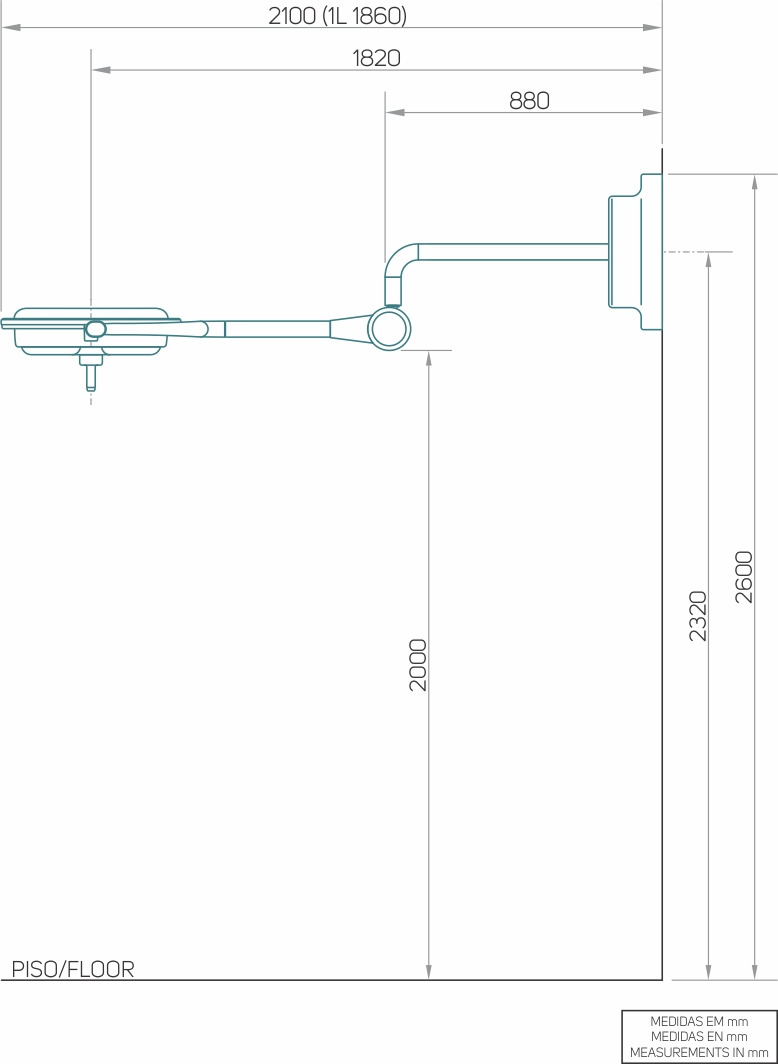 2100 (1L 1860)
1820
880
2600
2320
2000
PISO/FLOOR
MEDIDAS EM mm
MEDIDAS EN mm
MEASUREMENTS IN mm